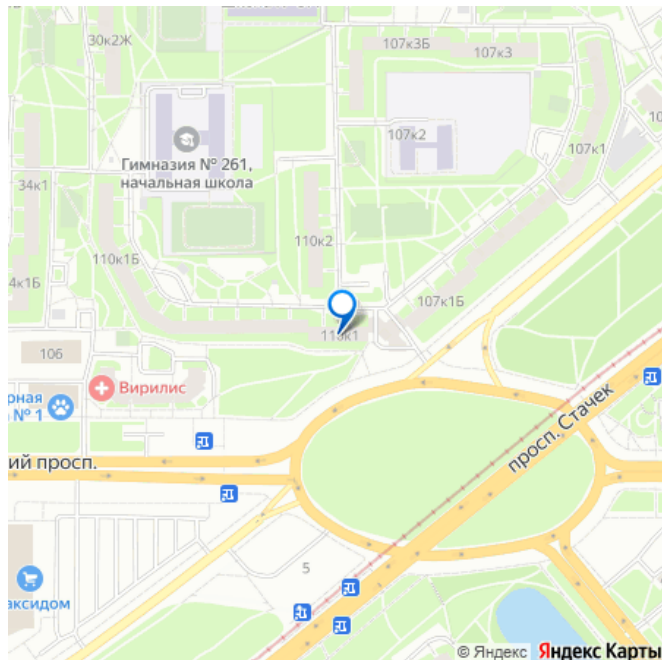 30к2Ж
107к3Б
107к3
107к2
Гимназия № 261,
начальная школа
107к1
34к1
110к2
110к1Б
4к1Б
107к1Б
113к1
106
Вирилис
рная
№ 1
просп. Стачек
ий просп.
5
аксидом
© Яндекс Яндекс Карты